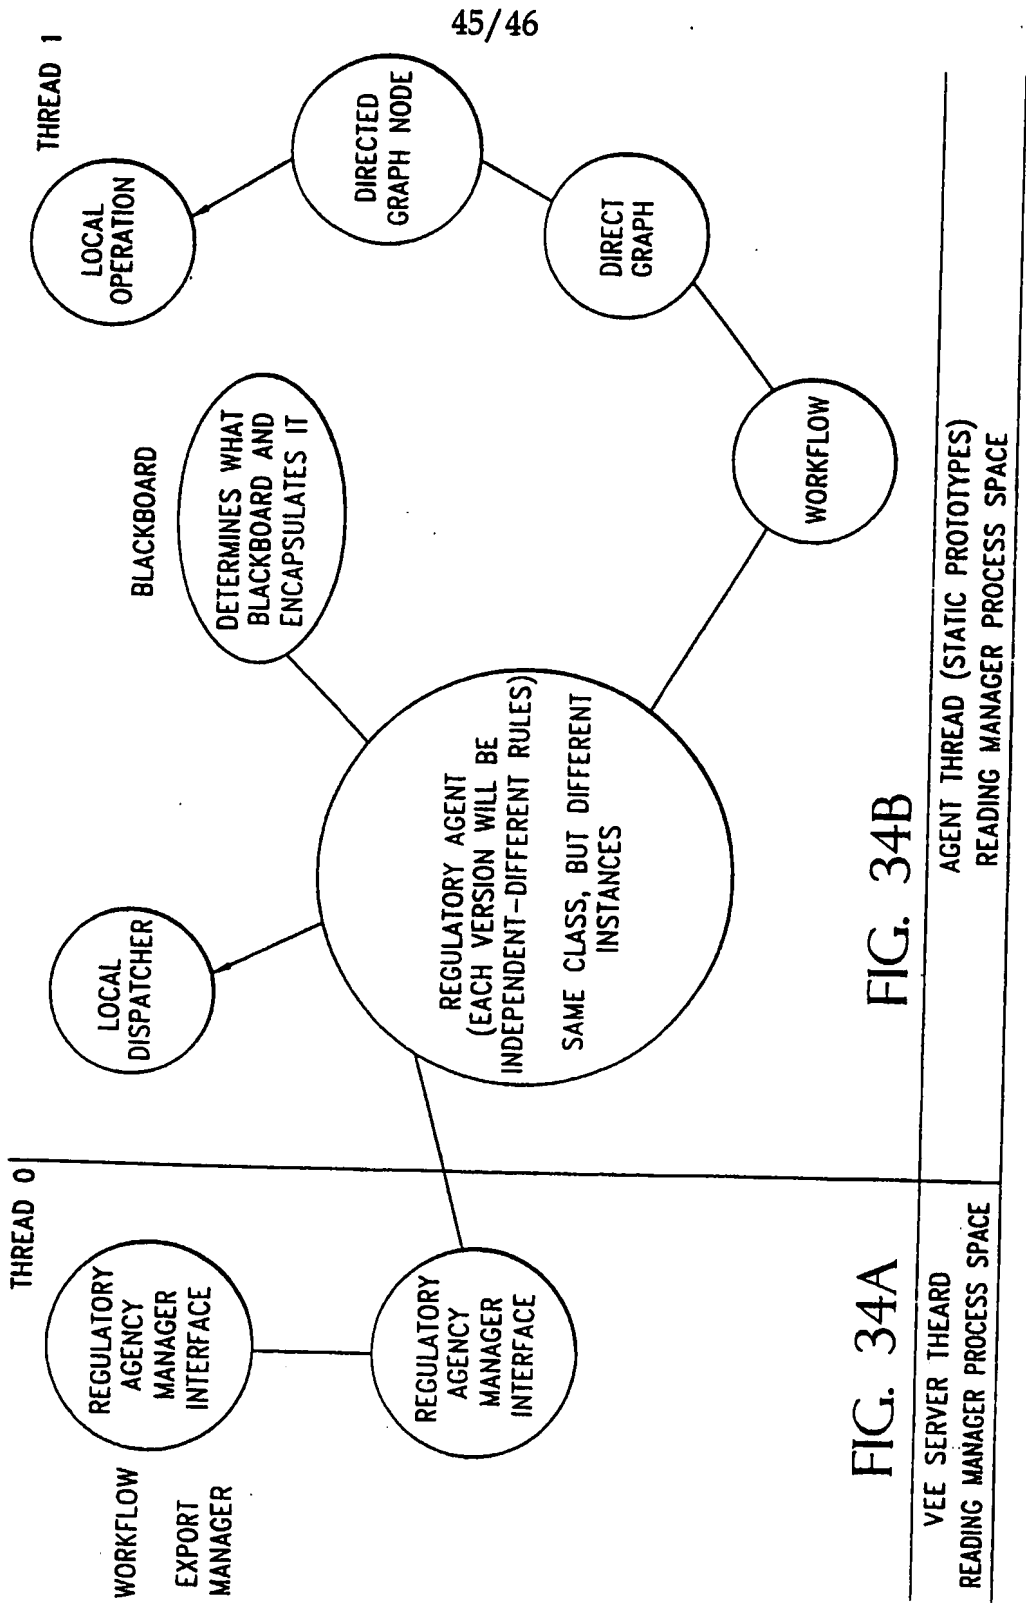 45/46
THREAD 0
WORKFLOW
EXPORT
MANAGER
REGULATORY
AGENCY
MANAGER
INTERFACE
REGULATORY
AGENCY
MANAGER
INTERFACE
FIG. 34A
VEE SERVER THEARD
READING MANAGER PROCESS SPACE
THREAD 1
LOCAL
DISPATCHER
REGULATORY AGENT
(EACH VERSION WILL BE
INDEPENDENT-DIFFERENT RULES)
SAME CLASS, BUT DIFFERENT
INSTANCES
BLACKBOARD
DETERMINES WHAT
BLACKBOARD AND
ENCAPSULATES IT
LOCAL
OPERATION
DIRECTED
GRAPH NODE
DIRECT
GRAPH
WORKFLOW
FIG. 34B
AGENT THREAD (STATIC PROTOTYPES)
READING MANAGER PROCESS SPACE